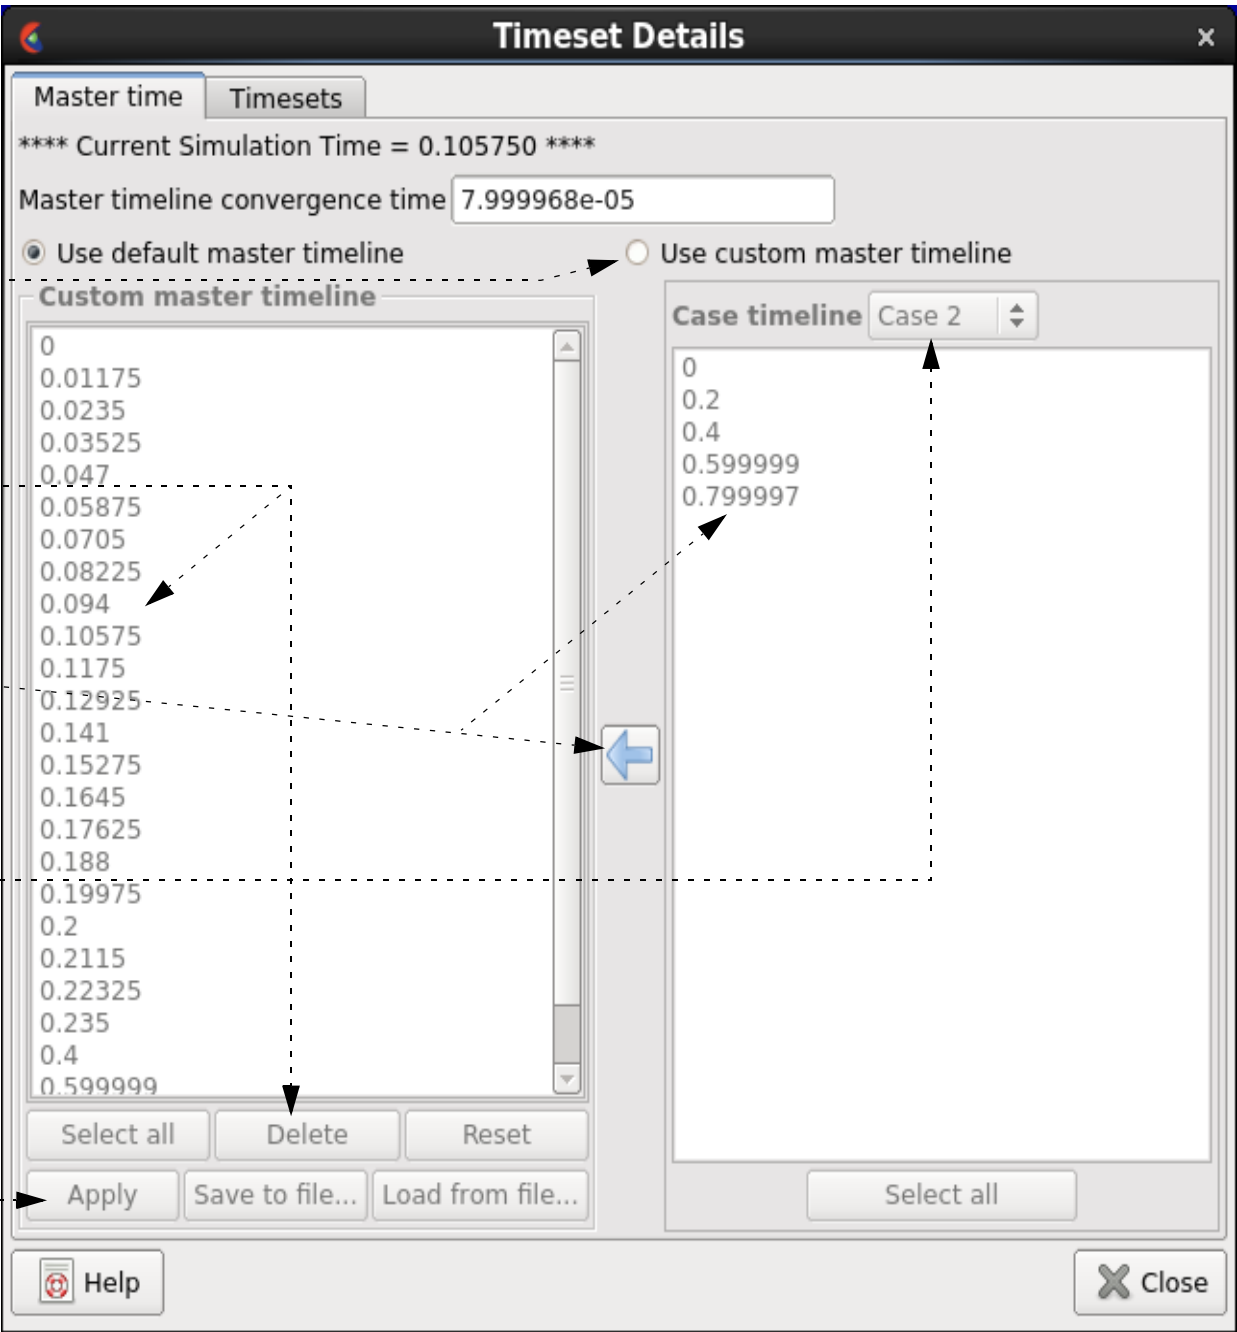 Timeset Details
Master time Timesets
**** Current Simulation Time = 0.105750 ****
Master timeline convergence time 7.999968e-05
Use default master timeline Use custom master timeline
Custom master timeline
0
0.01175
0.0235
0.03525
0.047
0.05875
0.0705
0.08225
0.094
0.10575
0.1175
0.12925
0.141
0.15275
0.1645
0.17625
0.188
0.19975
0.2
0.2115
0.22325
0.235
0.4
0.599999
Select all Delete Reset
Apply Save to file... Load from file...
Case timeline Case 2
0
0.2
0.4
0.599999
0.799997
Select all
Help Close